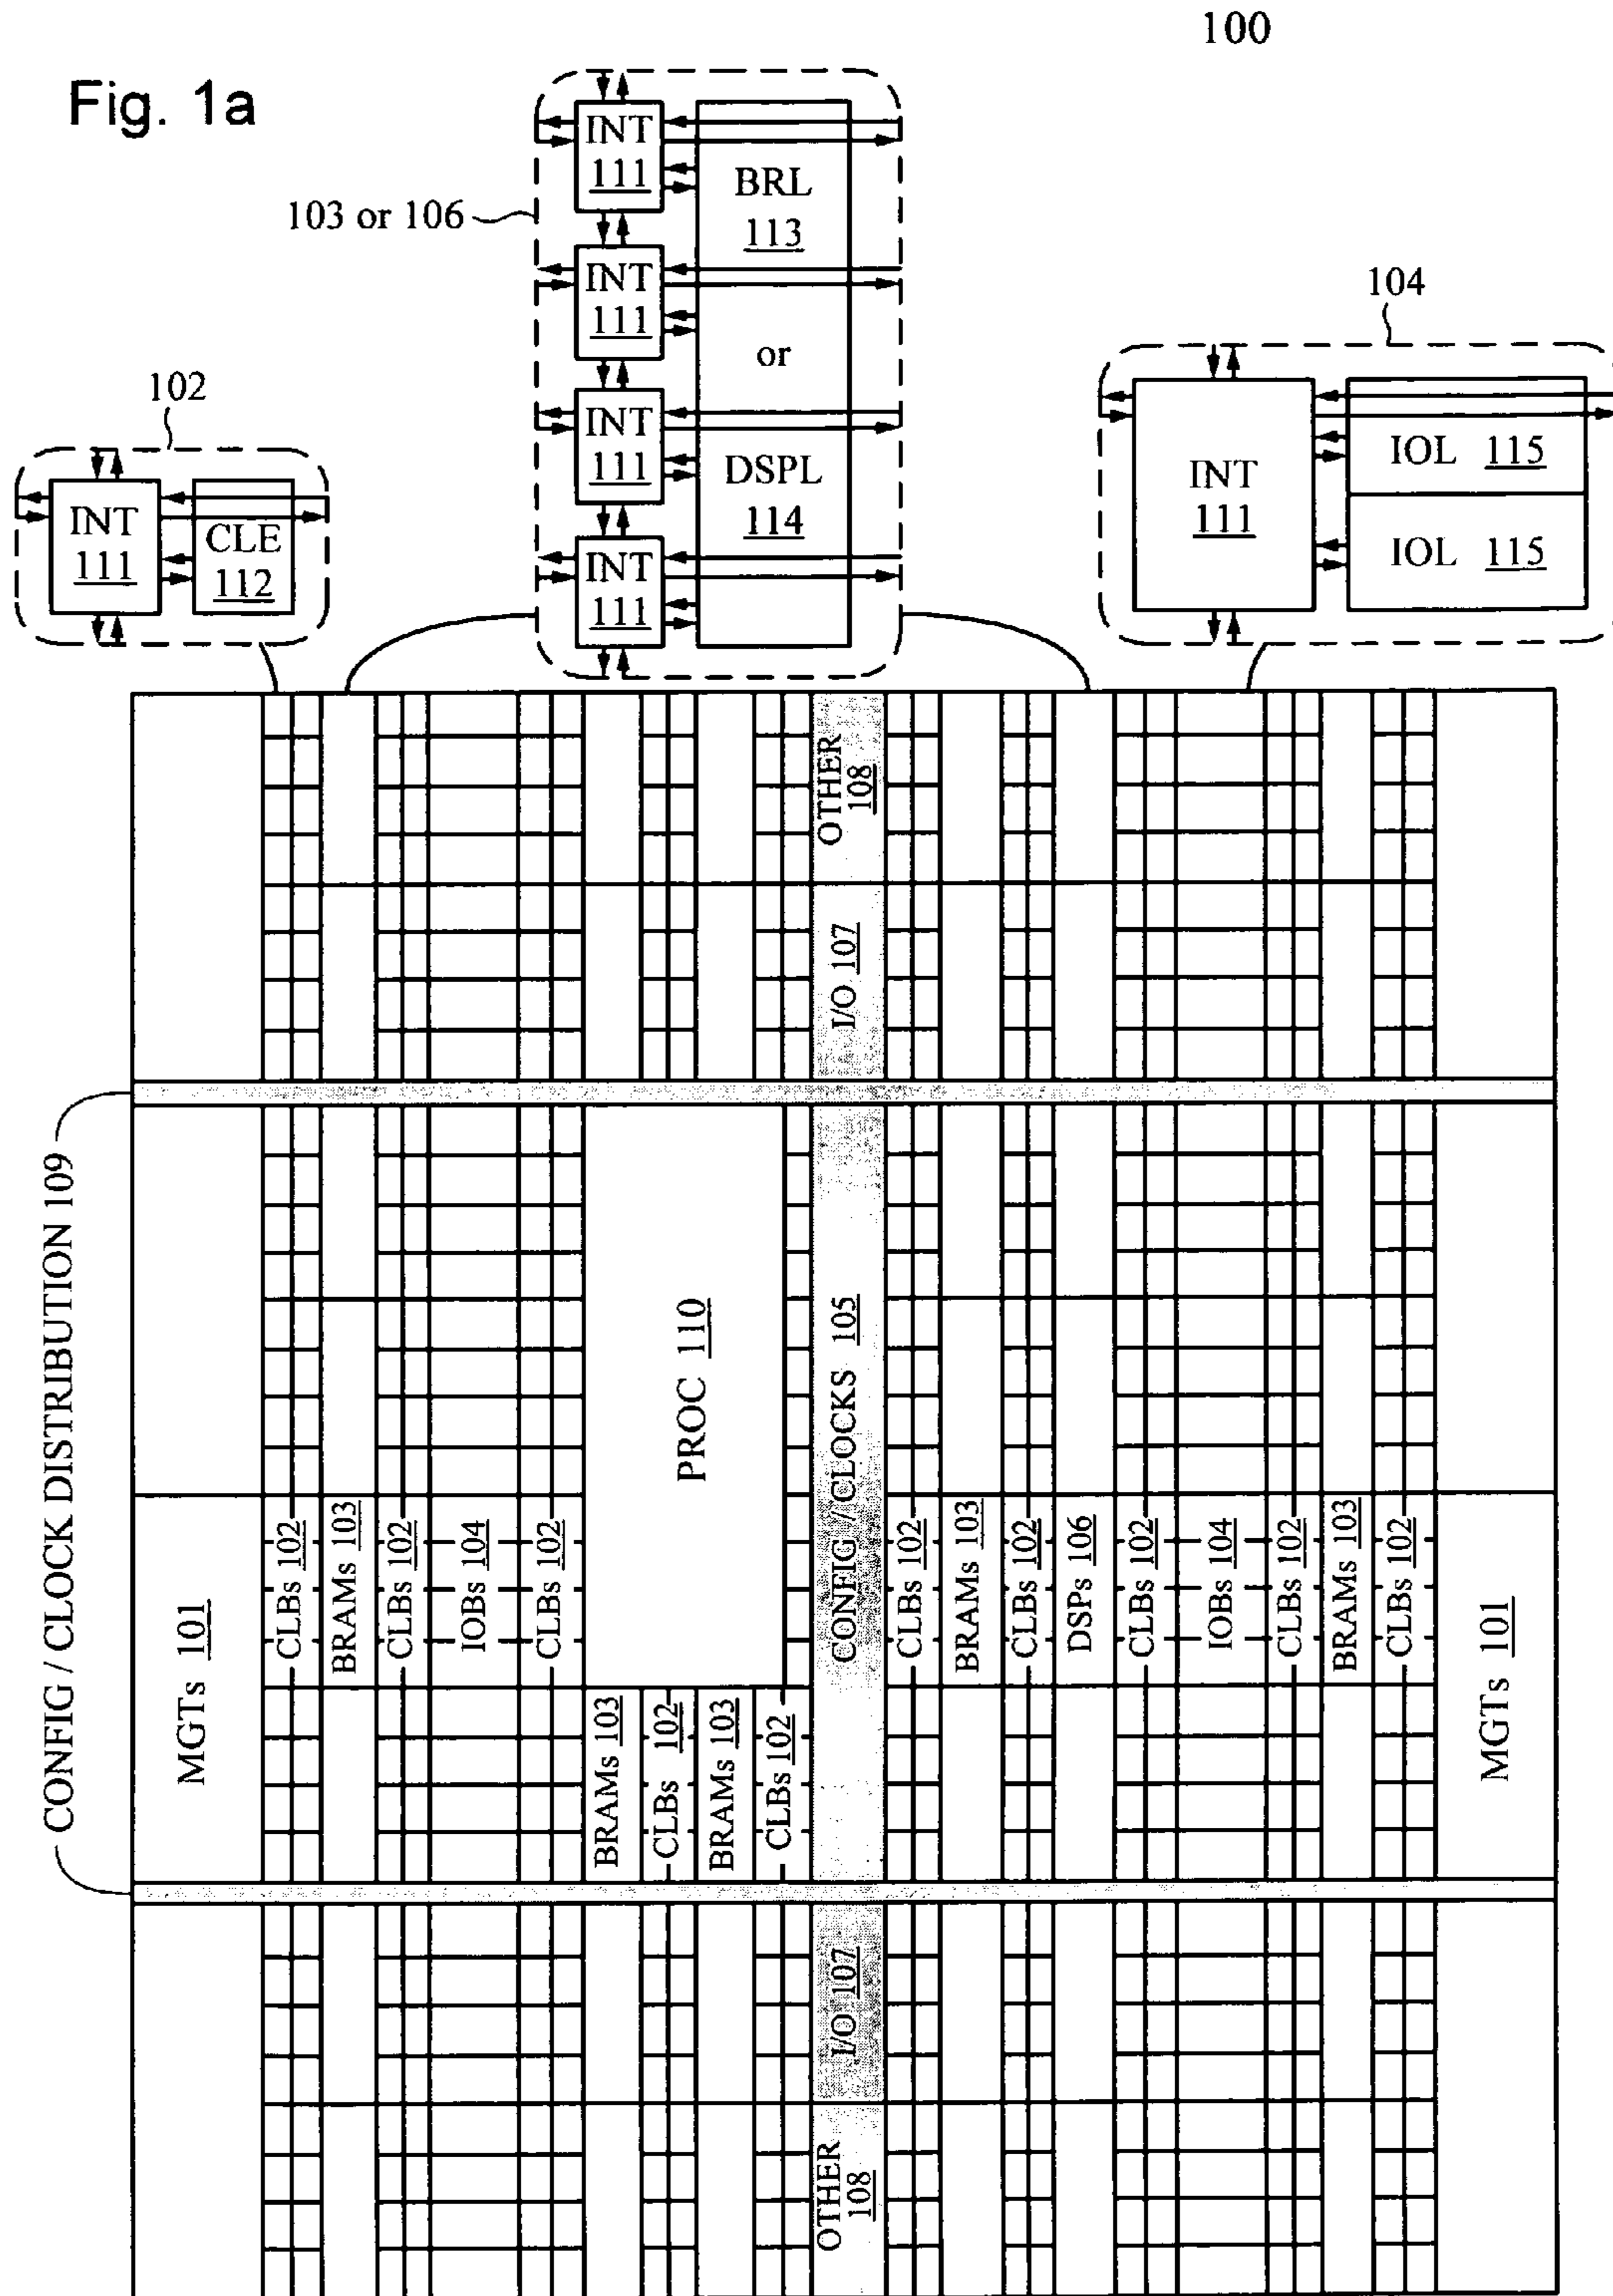 100
Fig. 1a
INT
111
BRL
113
103 or 106
INT
111
or
104
102
INT
111
DSPL
114
INT
111
IOL 115
IOL 115
INT
111
CLE
112
INT
111
OTHER
108
I/O 107
CONFIG / CLOCK DISTRIBUTION 109
PROC 110
CONFIG / CLOCKS 105
MGTs 101
CLBs 102
BRAMs 103
CLBs 102
IOBs 104
CLBs 102
CLBs 102
BRAMs 103
CLBs 102
DSPs 106
CLBs 102
IOBs 104
CLBs 102
BRAMs 103
CLBs 102
MGTs 101
BRAMs 103
CLBs 102
BRAMs 103
CLBs 102
I/O 107
OTHER
108